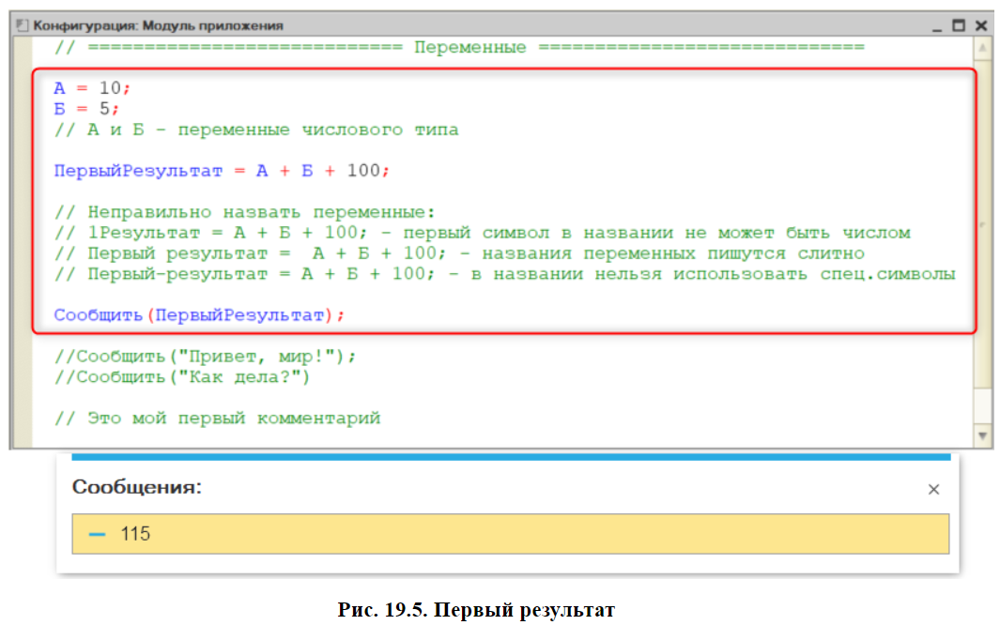 Конфигурация: Модуль приложения
// ============================ Переменные =============================
А = 10;
Б = 5;
// А и Б - переменные числового типа
ПервыйРезультат = А + Б + 100;
// Неправильно назвать переменные:
// 1Результат = А + Б + 100; - первый символ в названии не может быть числом
// Первый результат =  А + Б + 100; - названия переменных пишутся слитно
// Первый-результат = А + Б + 100; - в названии нельзя использовать спец.символы
Сообщить(ПервыйРезультат);
//Сообщить("Привет, мир!");
//Сообщить("Как дела?")
// Это мой первый комментарий
Сообщения:
115
Рис. 19.5. Первый результат